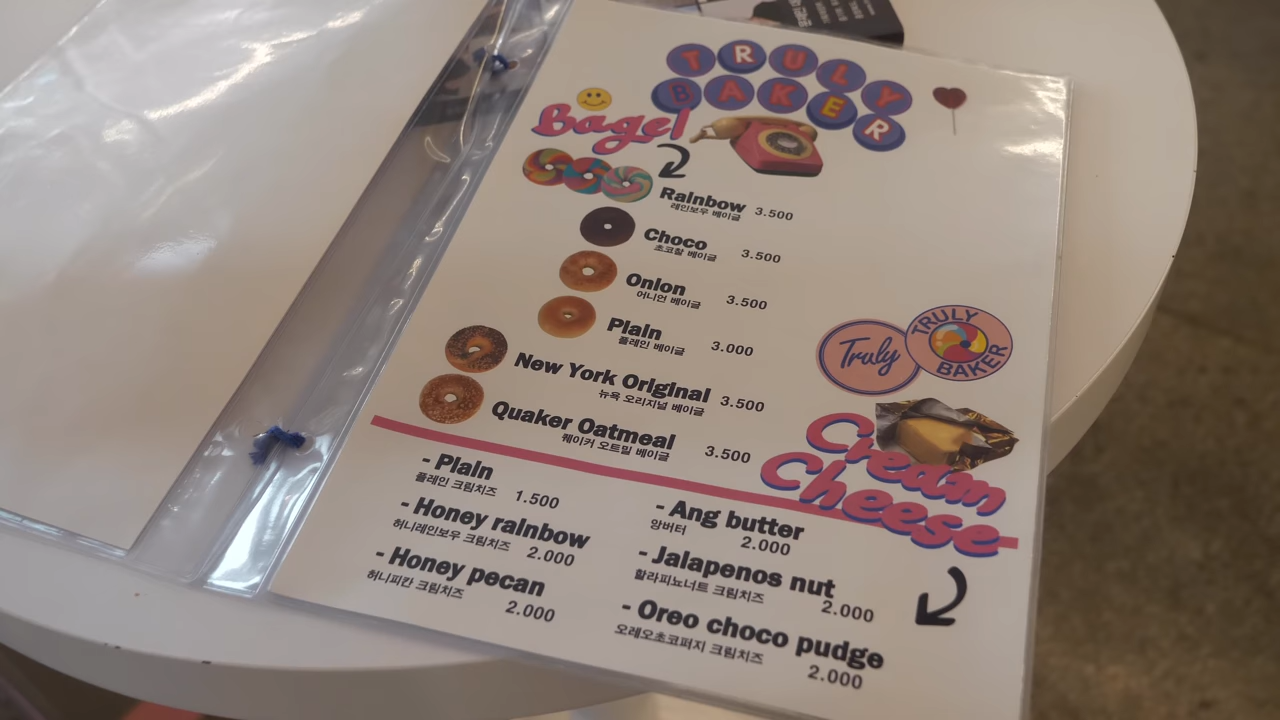 TRULY
BAKER
Bagel
Rainbow 3.500
레인보우 베이글
Choco 3.500
초코찰 베이글
Onion 3.500
어니언 베이글
Plain 3.000
플레인 베이글
New York Original 3.500
뉴욕 오리지널 베이글
Quaker Oatmeal 3.500
퀘이커 오트밀 베이글
Truly
TRULY
BAKER
Cream
Cheese
- Plain
플레인 크림치즈 1.500
- Honey rainbow
허니레인보우 크림치즈 2.000
- Honey pecan
허니피칸 크림치즈 2.000
- Ang butter
앙버터 2.000
- Jalapenos nut
할라피뇨너트 크림치즈 2.000
- Oreo choco pudge
오레오초코퍼지 크림치즈 2.000